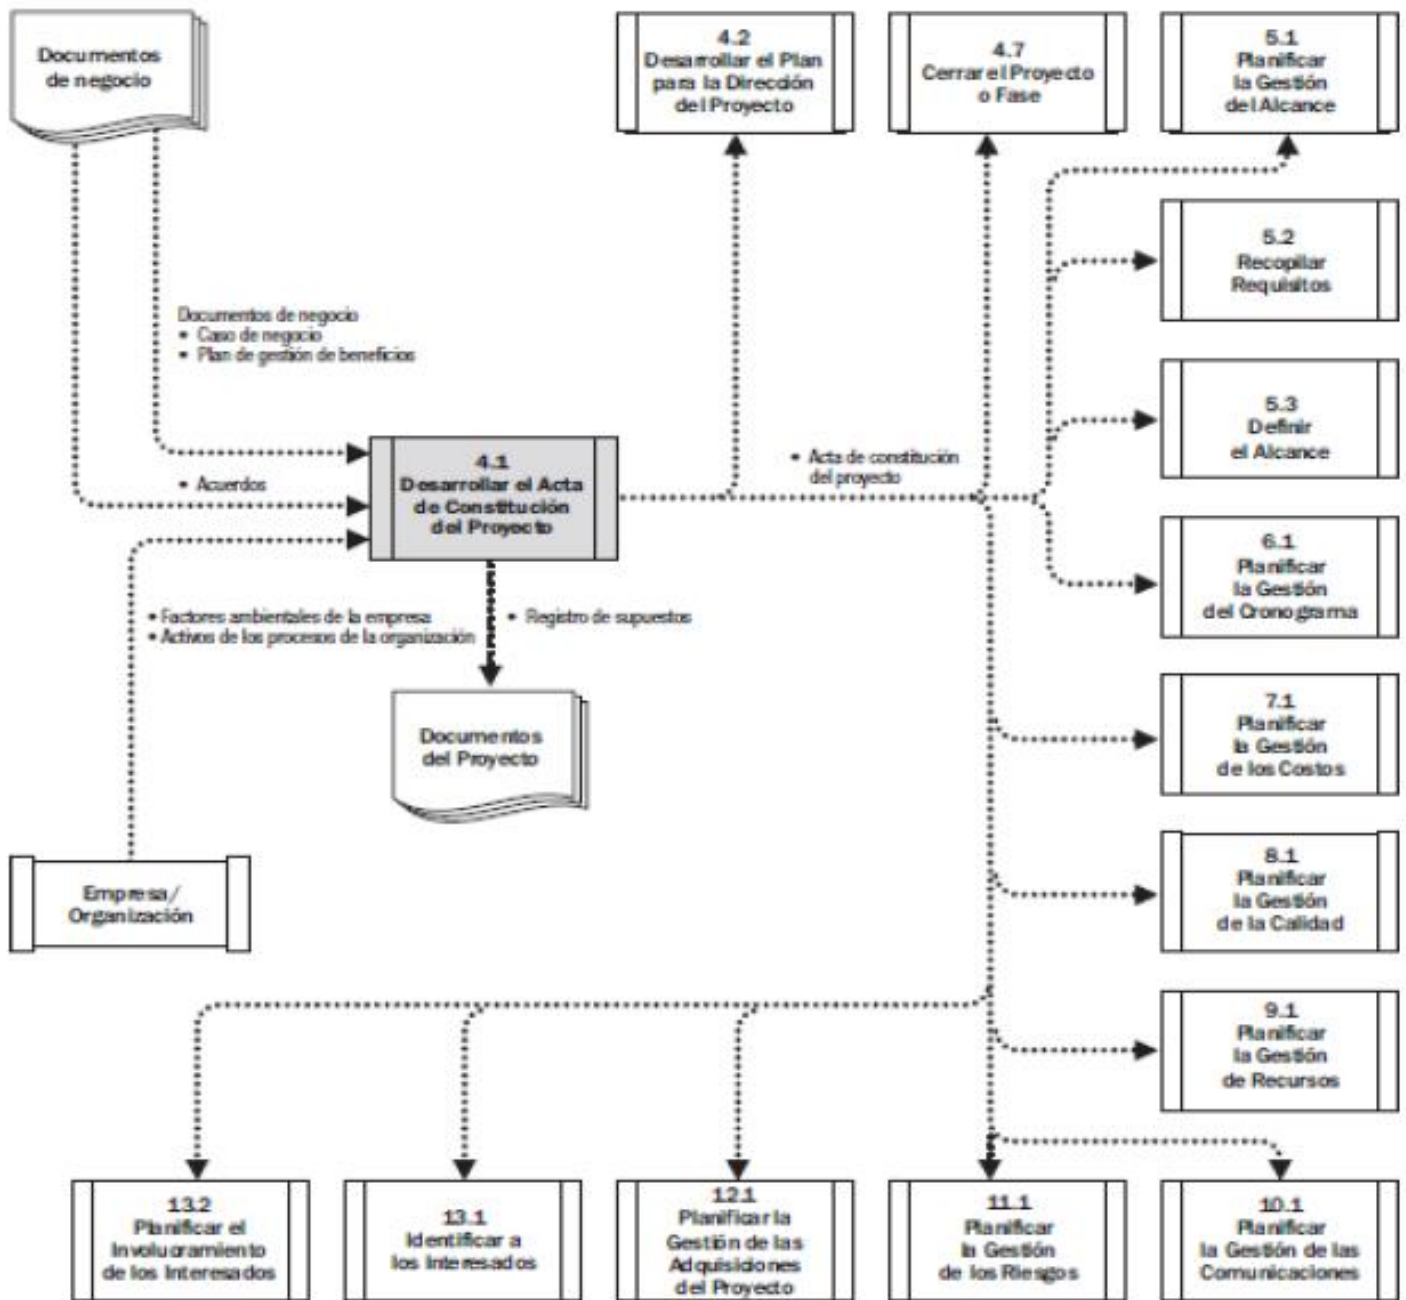 Documentos
de negocio
4.2
Desarrollar el Plan
para la Dirección
del Proyecto
4.7
Cerrar el Proyecto
o Fase
5.1
Planificar
la Gestión
del Alcance
5.2
Recopilar
Requisitos
Documentos de negocio
• Caso de negocio
• Plan de gestión de beneficios
5.3
Definir
el Alcance
4.1
Desarrollar el Acta
de Constitución
del Proyecto
• Acuerdos
• Acta de constitución
del proyecto
6.1
Planificar
la Gestión
del Cronograma
• Factores ambientales de la empresa
• Activos de los procesos de la organización
• Registro de supuestos
Documentos
del Proyecto
7.1
Planificar
la Gestión
de los Costos
Empresa/
Organización
8.1
Planificar
la Gestión
de la Calidad
9.1
Planificar
la Gestión
de Recursos
13.2
Planificar el
Involucramiento
de los Interesados
13.1
Identificar a
los Interesados
12.1
Planificar la
Gestión de las
Adquisiciones
del Proyecto
11.1
Planificar
la Gestión
de los Riesgos
10.1
Planificar
la Gestión de las
Comunicaciones